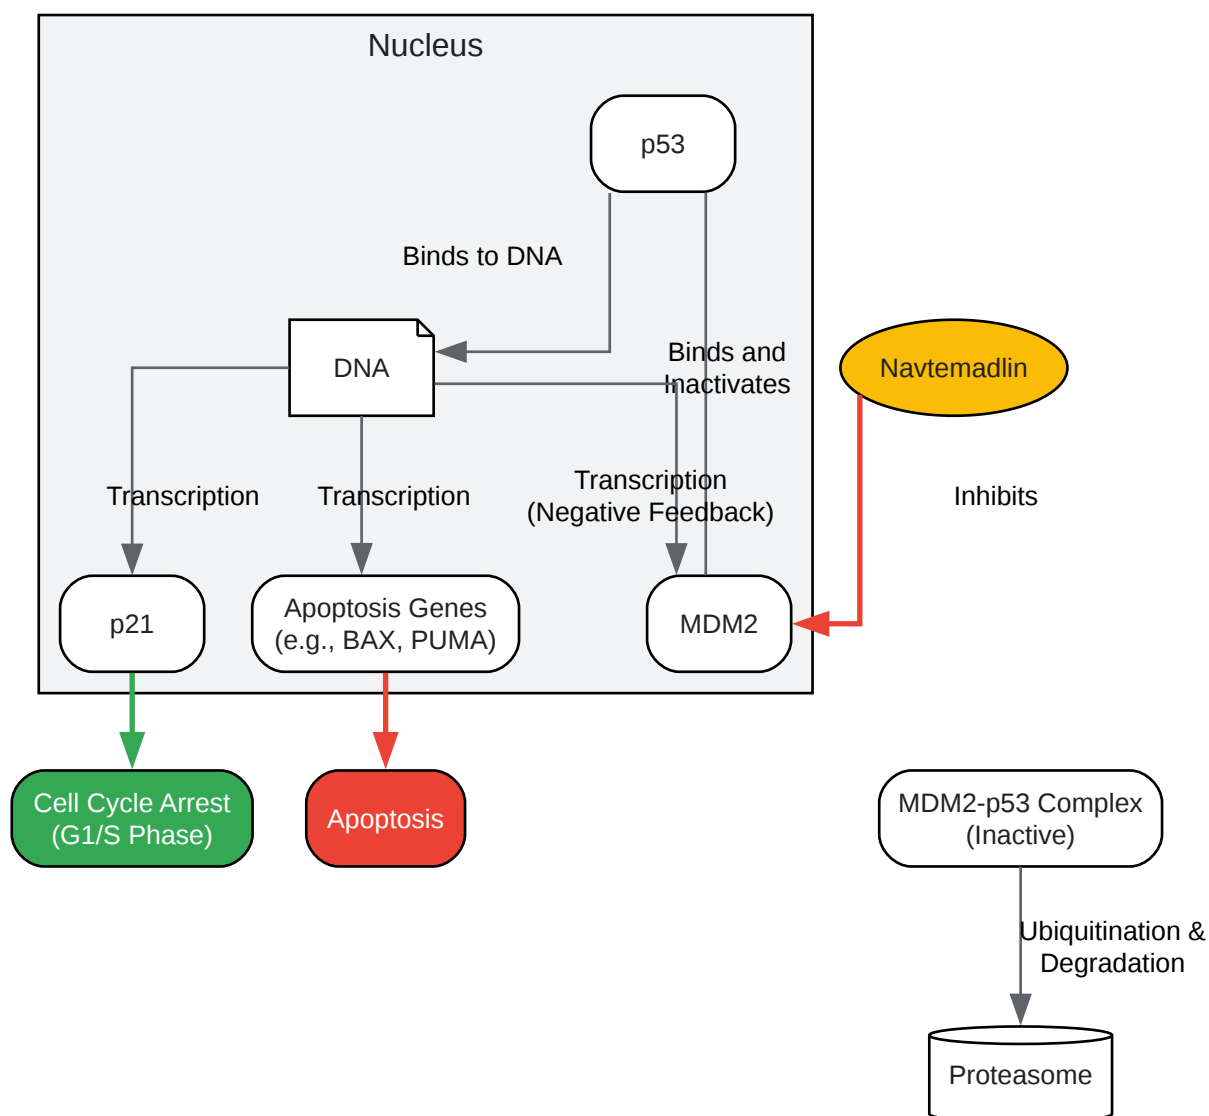 Nucleus
p53
Binds to DNA
DNA
Binds and
Inactivates
Navtemadlin
Transcription
Transcription
Transcription
(Negative Feedback)
Inhibits
p21
Apoptosis Genes
(e.g., BAX, PUMA)
MDM2
Cell Cycle Arrest
(G1/S Phase)
Apoptosis
MDM2-p53 Complex
(Inactive)
Ubiquitination &
Degradation
Proteasome